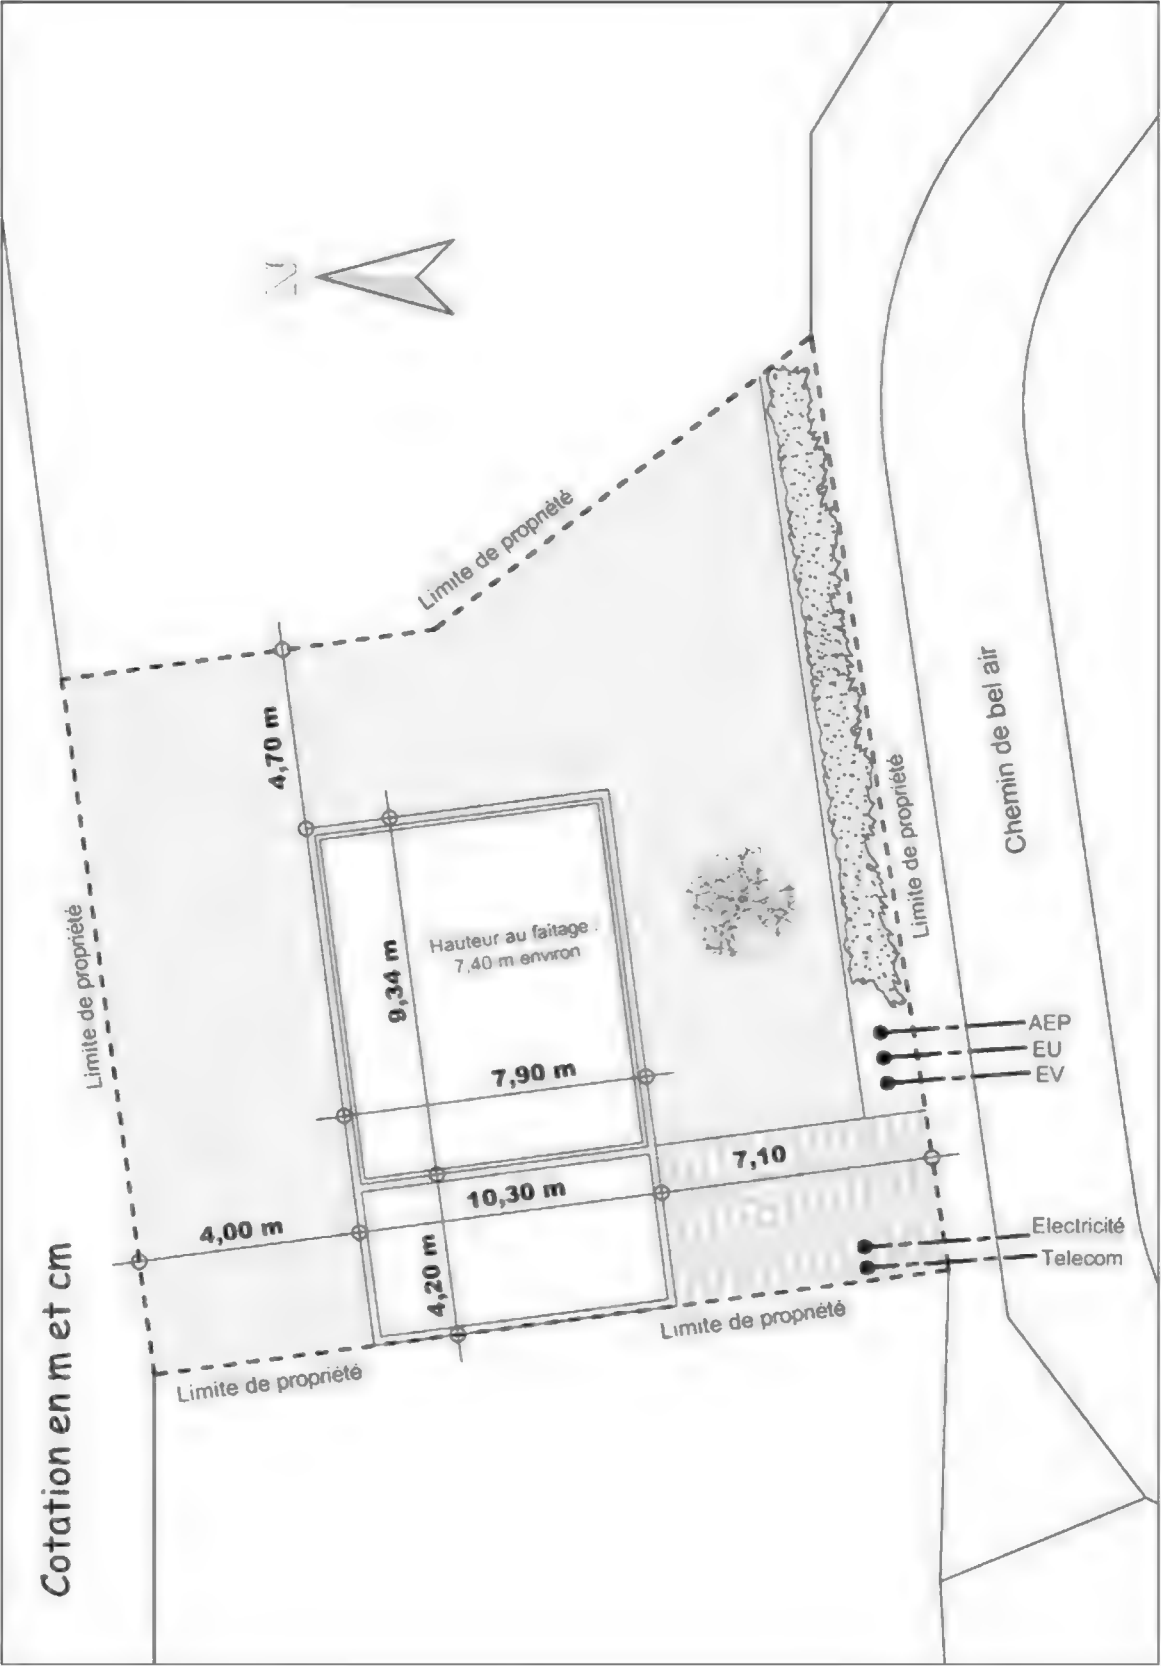 N
Limite de propriété
4,70 m
Limite de propriété
9,34 m
Hauteur au faitage :
7,40 m environ
7,90 m
Limite de propriété
Chemin de bel air
AEP
EU
EV
7,10
10,30 m
4,00 m
4,20 m
Electricité
Telecom
Limite de propriété
Limite de propriété
Cotation en m et cm